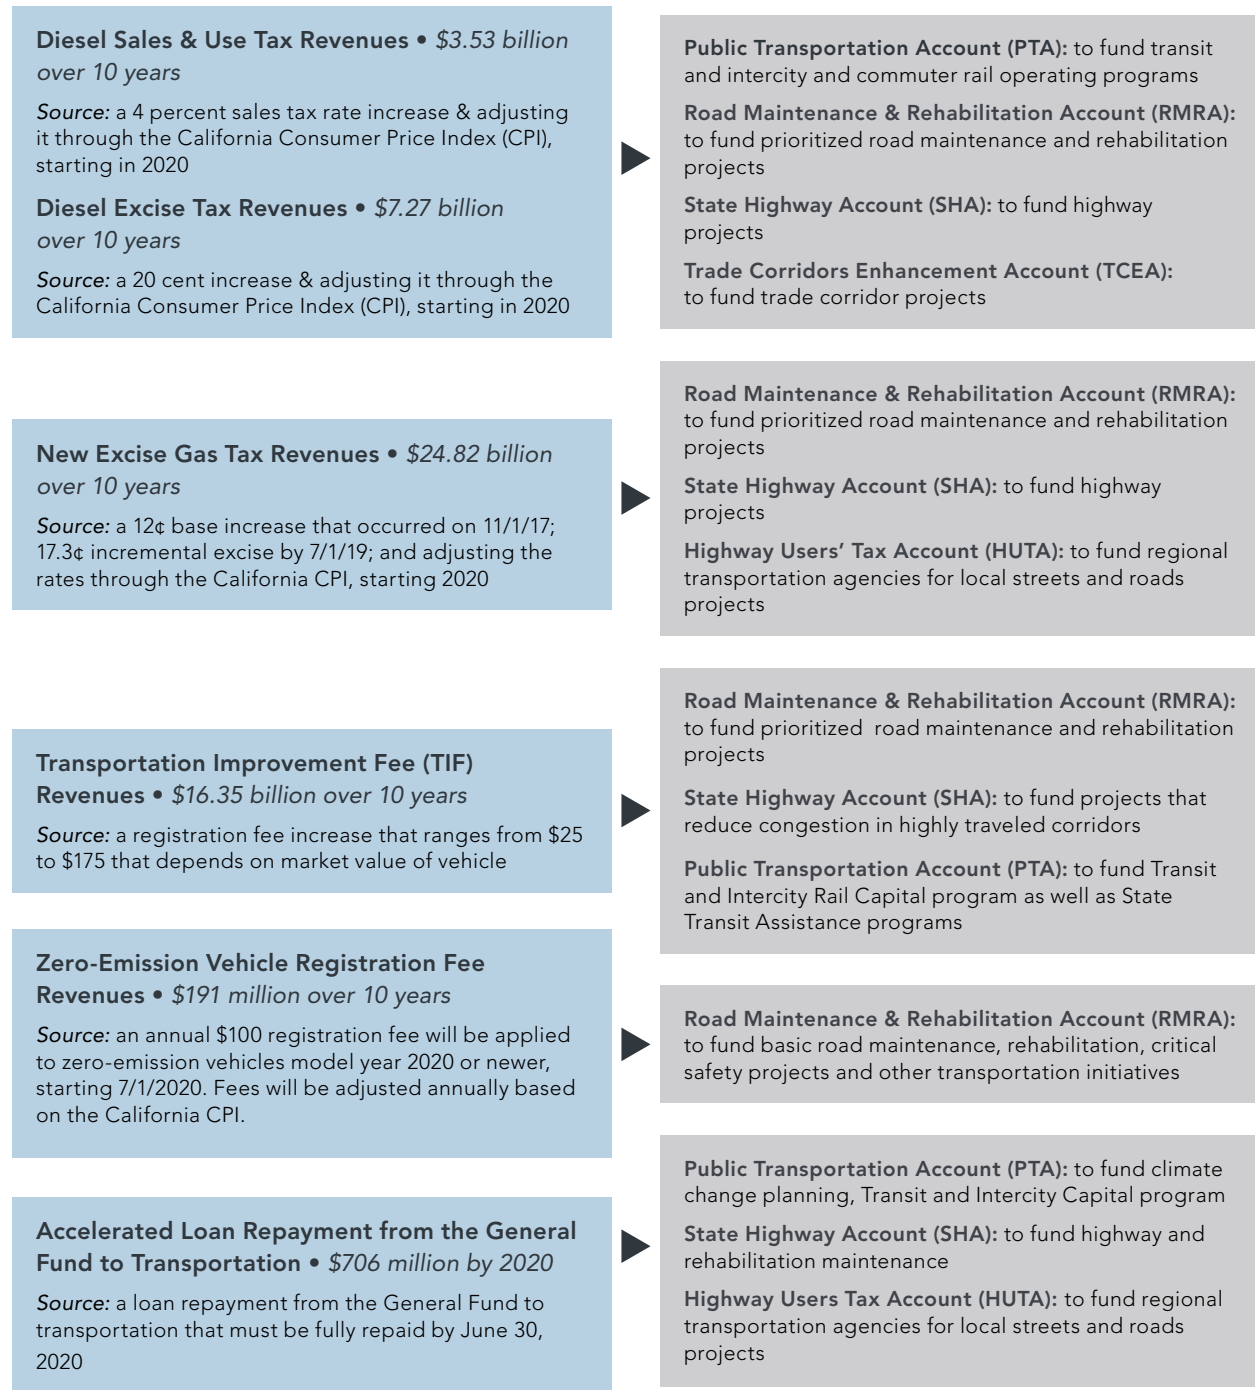 Diesel Sales & Use Tax Revenues • $3.53 billion
over 10 years
Source: a 4 percent sales tax rate increase & adjusting
it through the California Consumer Price Index (CPI),
starting in 2020
Diesel Excise Tax Revenues • $7.27 billion
over 10 years
Source: a 20 cent increase & adjusting it through the
California Consumer Price Index (CPI), starting in 2020
Public Transportation Account (PTA): to fund transit
and intercity and commuter rail operating programs
Road Maintenance & Rehabilitation Account (RMRA):
to fund prioritized road maintenance and rehabilitation
projects
State Highway Account (SHA): to fund highway
projects
Trade Corridors Enhancement Account (TCEA):
to fund trade corridor projects
New Excise Gas Tax Revenues • $24.82 billion
over 10 years
Source: a 12¢ base increase that occurred on 11/1/17;
17.3¢ incremental excise by 7/1/19; and adjusting the
rates through the California CPI, starting 2020
Road Maintenance & Rehabilitation Account (RMRA):
to fund prioritized road maintenance and rehabilitation
projects
State Highway Account (SHA): to fund highway
projects
Highway Users’ Tax Account (HUTA): to fund regional
transportation agencies for local streets and roads
projects
Transportation Improvement Fee (TIF)
Revenues • $16.35 billion over 10 years
Source: a registration fee increase that ranges from $25
to $175 that depends on market value of vehicle
Road Maintenance & Rehabilitation Account (RMRA):
to fund prioritized road maintenance and rehabilitation
projects
State Highway Account (SHA): to fund projects that
reduce congestion in highly traveled corridors
Public Transportation Account (PTA): to fund Transit
and Intercity Rail Capital program as well as State
Transit Assistance programs
Zero-Emission Vehicle Registration Fee
Revenues • $191 million over 10 years
Source: an annual $100 registration fee will be applied
to zero-emission vehicles model year 2020 or newer,
starting 7/1/2020. Fees will be adjusted annually based
on the California CPI.
Road Maintenance & Rehabilitation Account (RMRA):
to fund basic road maintenance, rehabilitation, critical
safety projects and other transportation initiatives
Accelerated Loan Repayment from the General
Fund to Transportation • $706 million by 2020
Source: a loan repayment from the General Fund to
transportation that must be fully repaid by June 30,
2020
Public Transportation Account (PTA): to fund climate
change planning, Transit and Intercity Capital program
State Highway Account (SHA): to fund highway and
rehabilitation maintenance
Highway Users Tax Account (HUTA): to fund regional
transportation agencies for local streets and roads
projects